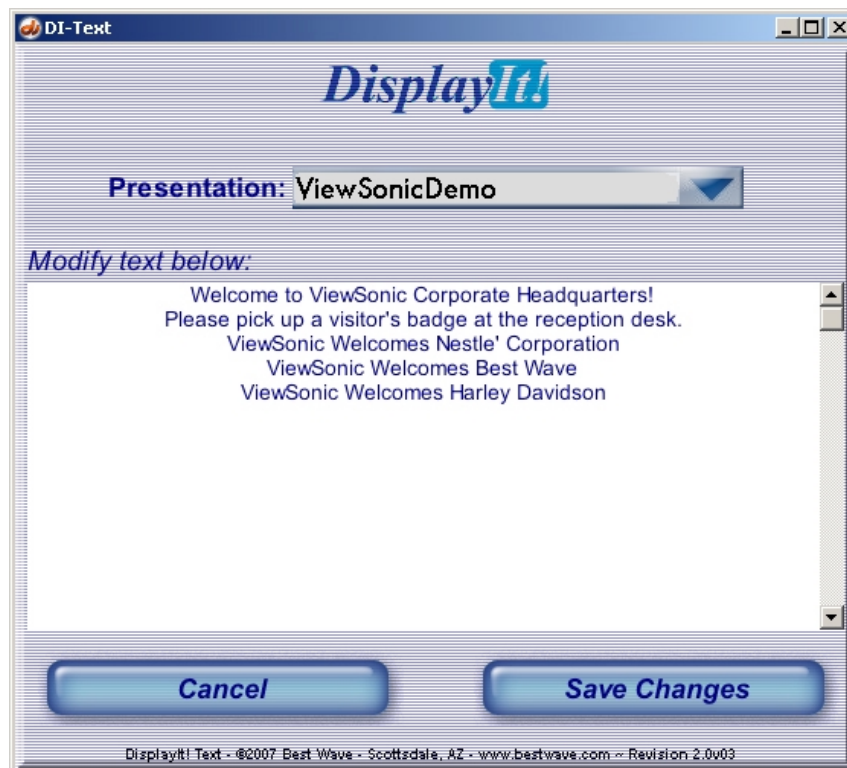 DI-Text
DisplayIt!
Presentation: ViewSonicDemo
Modify text below:
Welcome to ViewSonic Corporate Headquarters!
Please pick up a visitor's badge at the reception desk.
ViewSonic Welcomes Nestle' Corporation
ViewSonic Welcomes Best Wave
ViewSonic Welcomes Harley Davidson
Cancel
Save Changes
DisplayIt! Text - ©2007 Best Wave - Scottsdale, AZ - www.bestwave.com ~ Revision 2.0v03